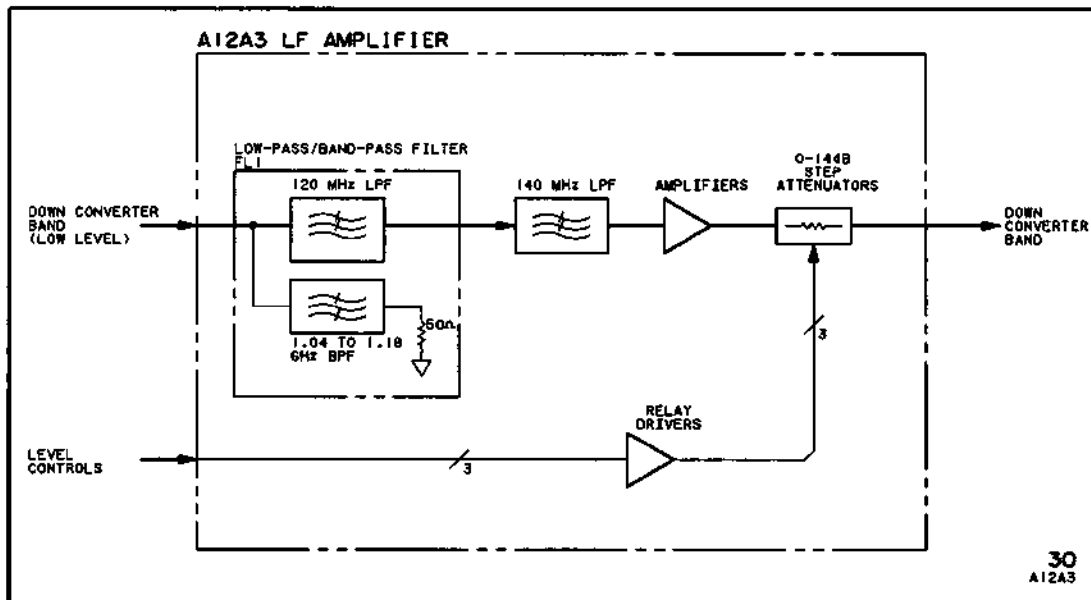 A12A3 LF AMPLIFIER
LOW-PASS/BAND-PASS FILTER
FL1
120 MHz LPF
140 MHz LPF
AMPLIFIERS
0-14dB
STEP
ATTENUATORS
DOWN CONVERTER
BAND
(LOW LEVEL)
DOWN
CONVERTER
BAND
50Ω
1.04 TO 1.18
GHz BPF
3
RELAY
DRIVERS
LEVEL
CONTROLS
3
30
A12A3